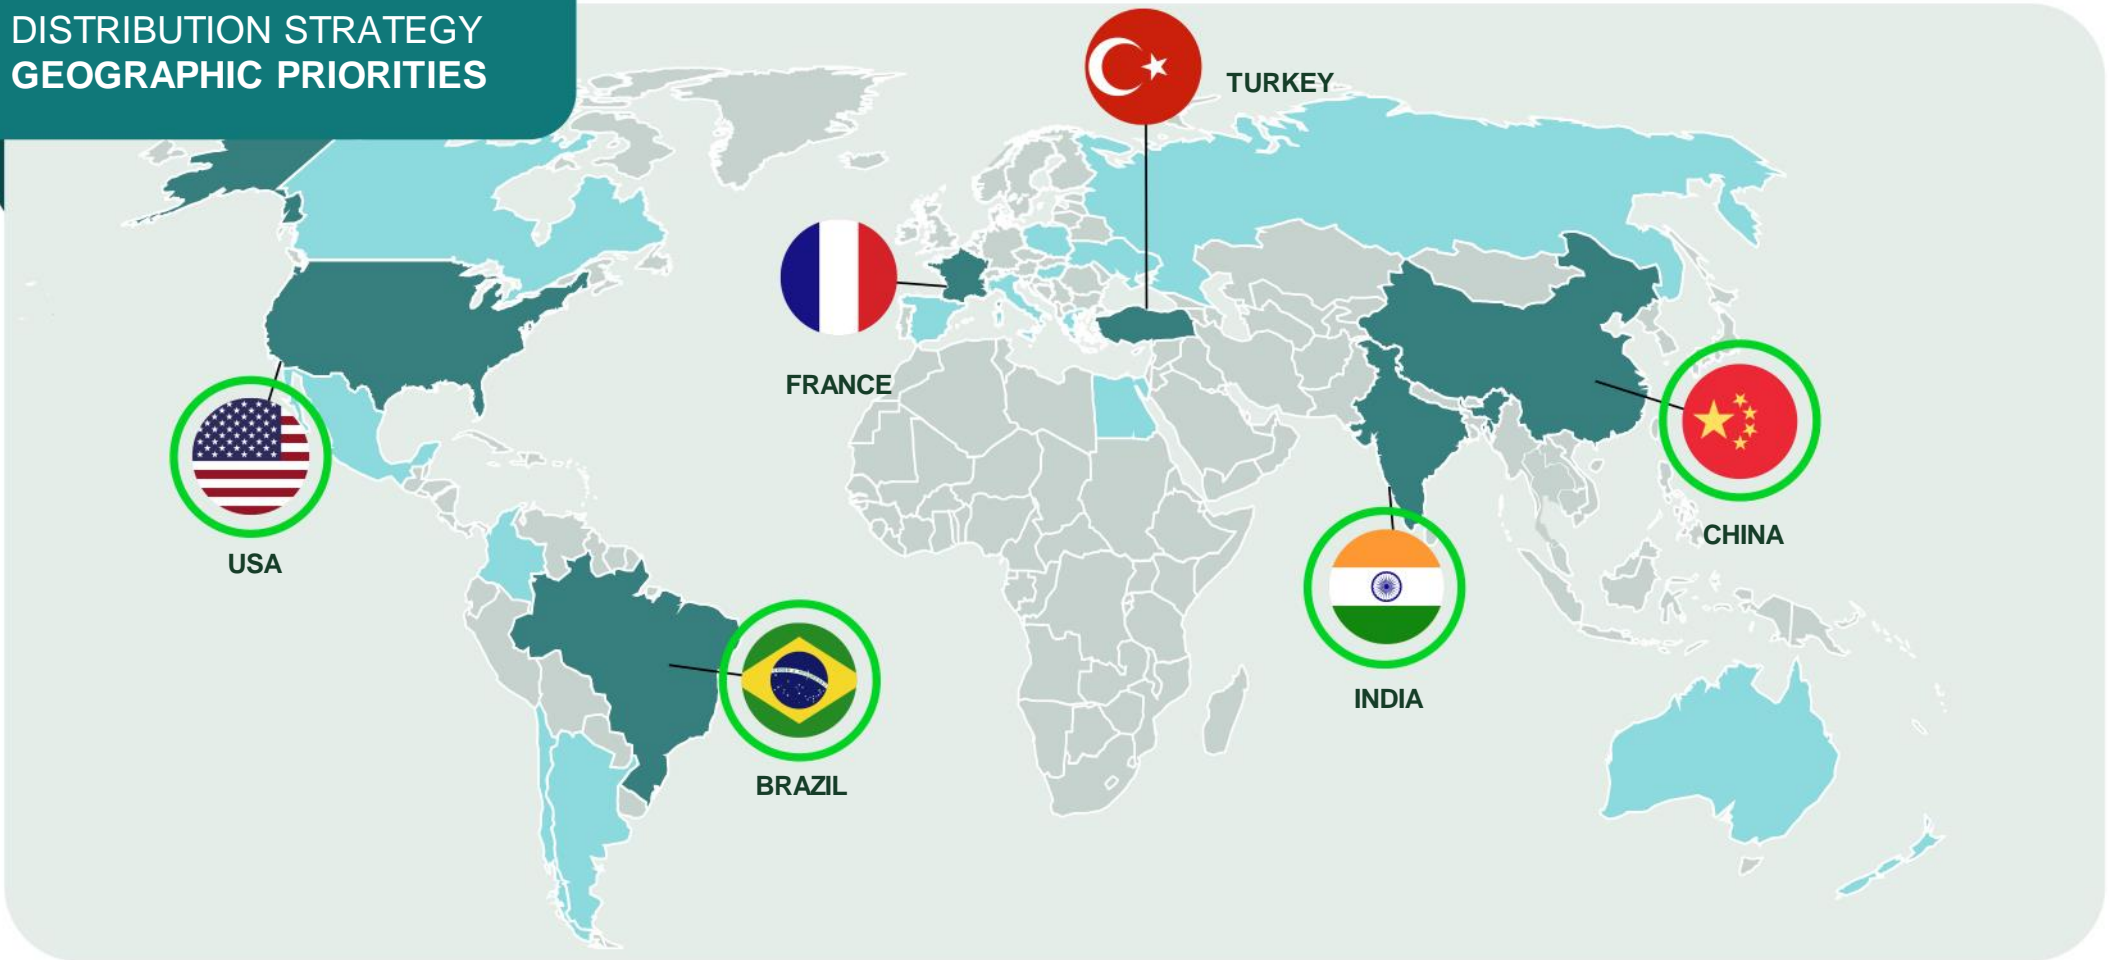 DISTRIBUTION STRATEGY
GEOGRAPHIC PRIORITIES
TURKEY
FRANCE
USA
CHINA
INDIA
BRAZIL